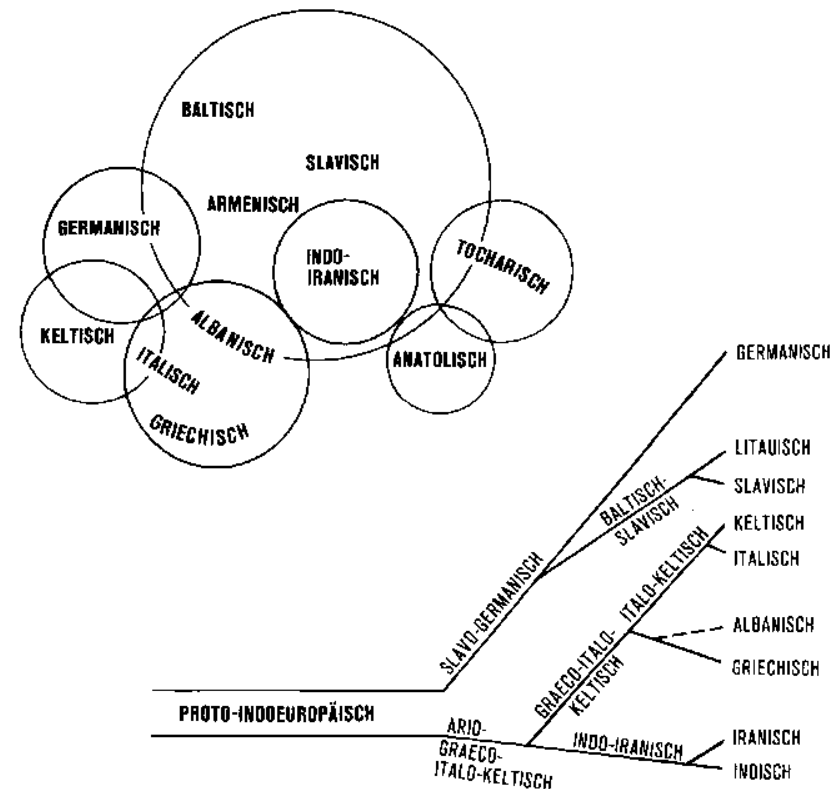 BALTISCH
SLAVISCH
ARMENISCH
GERMANISCH
INDO-
IRANISCH
TOCHARISCH
KELTISCH
ALBANISCH
ITALISCH
ANATOLISCH
GRIECHISCH
GERMANISCH
LITAUISCH
BALTISCH-
SLAVISCH
SLAVISCH
KELTISCH
ITALISCH
SLAVO-GERMANISCH
ITALO-KELTISCH
GRAECO-ITALO-
KELTISCH
ALBANISCH
GRIECHISCH
PROTO-INDOEUROPÄISCH
ARIO-
GRAECO-
ITALO-KELTISCH
INDO-IRANISCH
IRANISCH
INDISCH